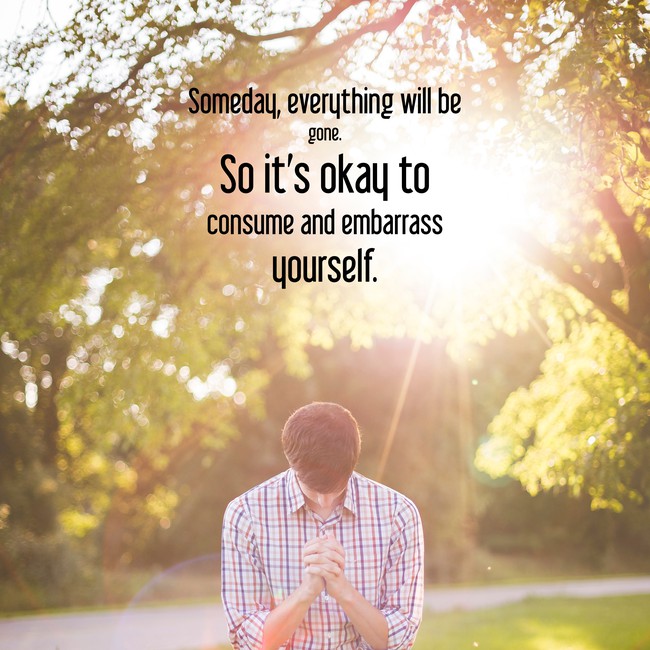 Someday, everything will be
gone.
So it's okay to
consume and embarrass
yourself.